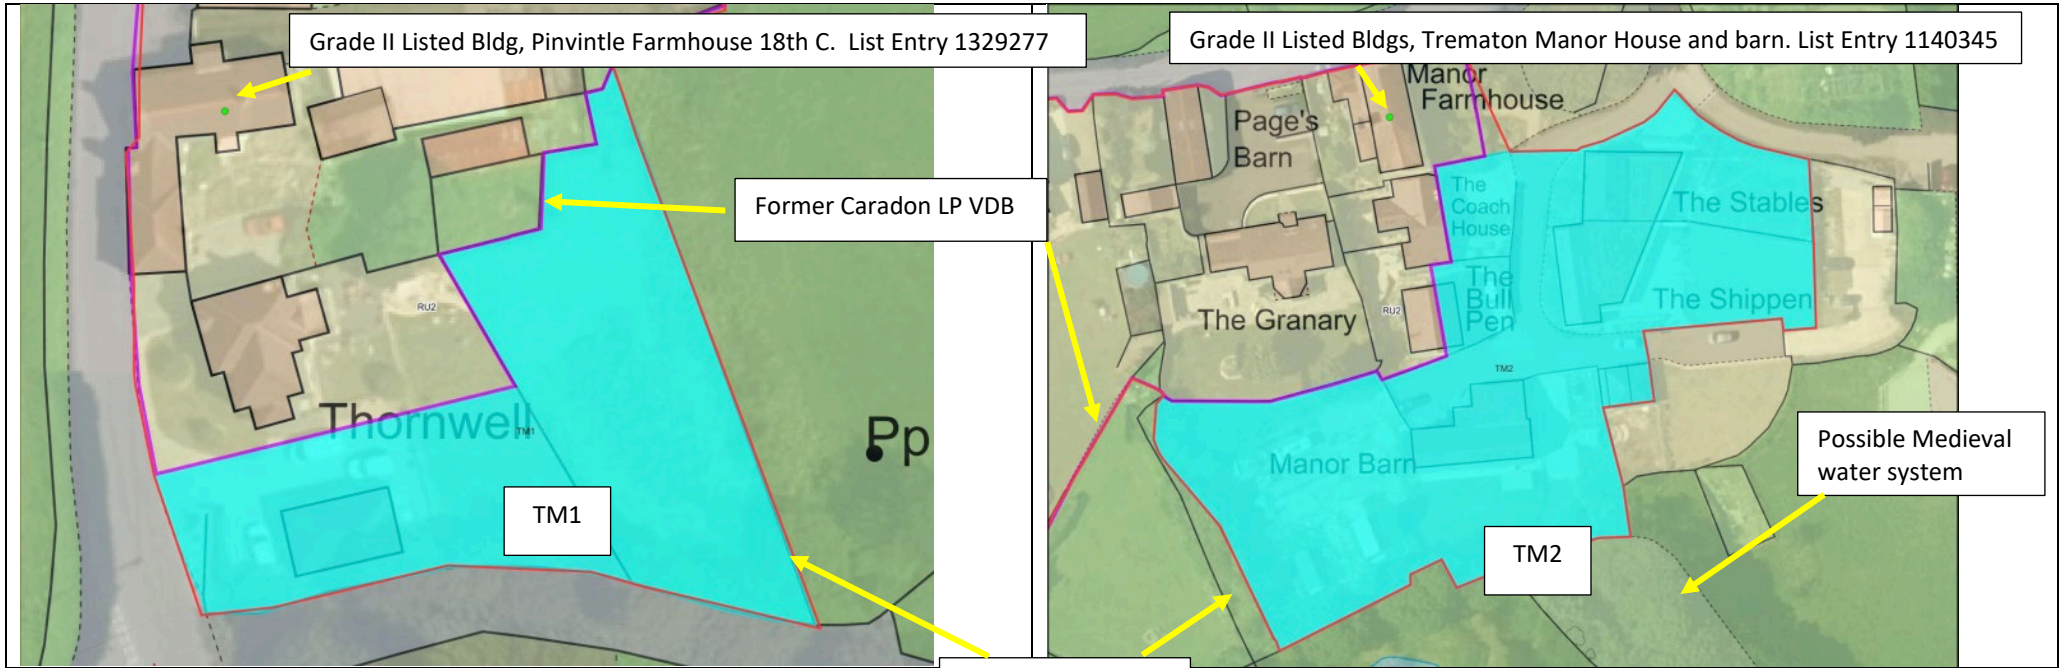 Grade II Listed Bldg, Pinvintle Farmhouse 18th C. List Entry 1329277
RU2
Thornwell
TM1
TM1
Pp
Former Caradon LP VDB
Grade II Listed Bldgs, Trematon Manor House and barn. List Entry 1140345
Manor
Farmhouse
Page's
Barn
The
Coach
House
The Stables
The
Bull
Pen
The Shippen
The Granary
RU2
TM2
Manor Barn
TM2
Possible Medieval
water system